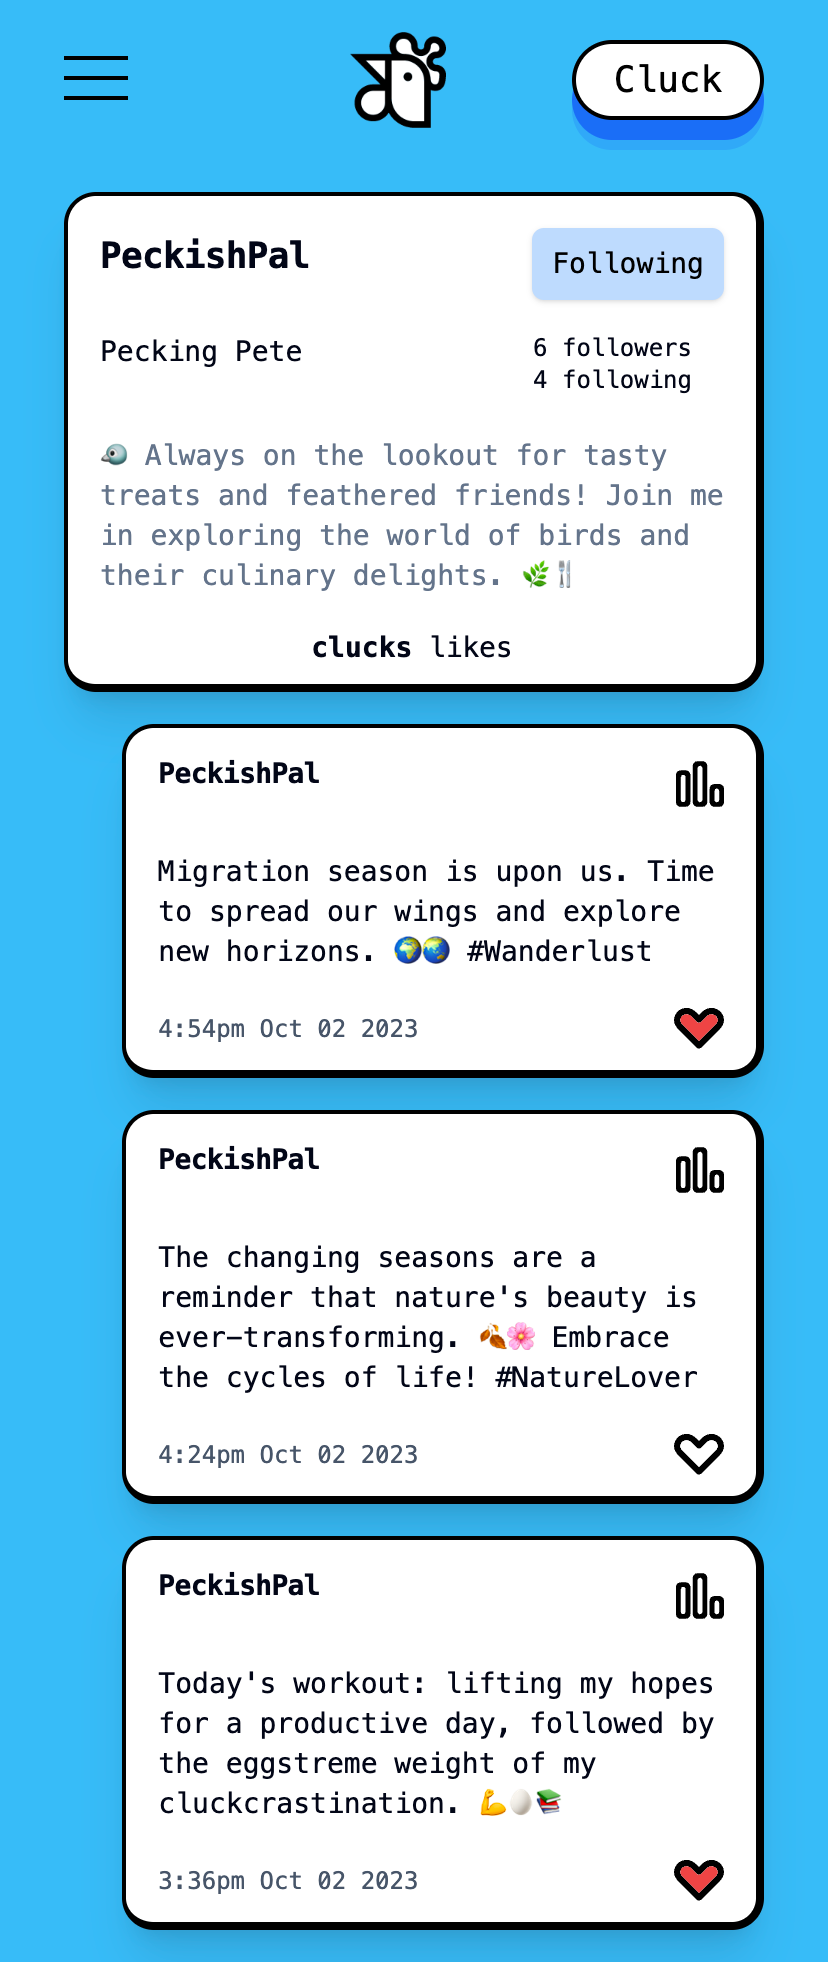 Cluck
PeckishPal
Following
Pecking Pete
6 followers
4 following
🐦 Always on the lookout for tasty
treats and feathered friends! Join me
in exploring the world of birds and
their culinary delights. 🌿🍴
clucks likes
PeckishPal
Migration season is upon us. Time
to spread our wings and explore
new horizons. 🌍🌏 #Wanderlust
4:54pm Oct 02 2023
PeckishPal
The changing seasons are a
reminder that nature's beauty is
ever-transforming. 🍂🌸 Embrace
the cycles of life! #NatureLover
4:24pm Oct 02 2023
PeckishPal
Today's workout: lifting my hopes
for a productive day, followed by
the eggstreme weight of my
cluckcrastination. 💪🥚📚
3:36pm Oct 02 2023